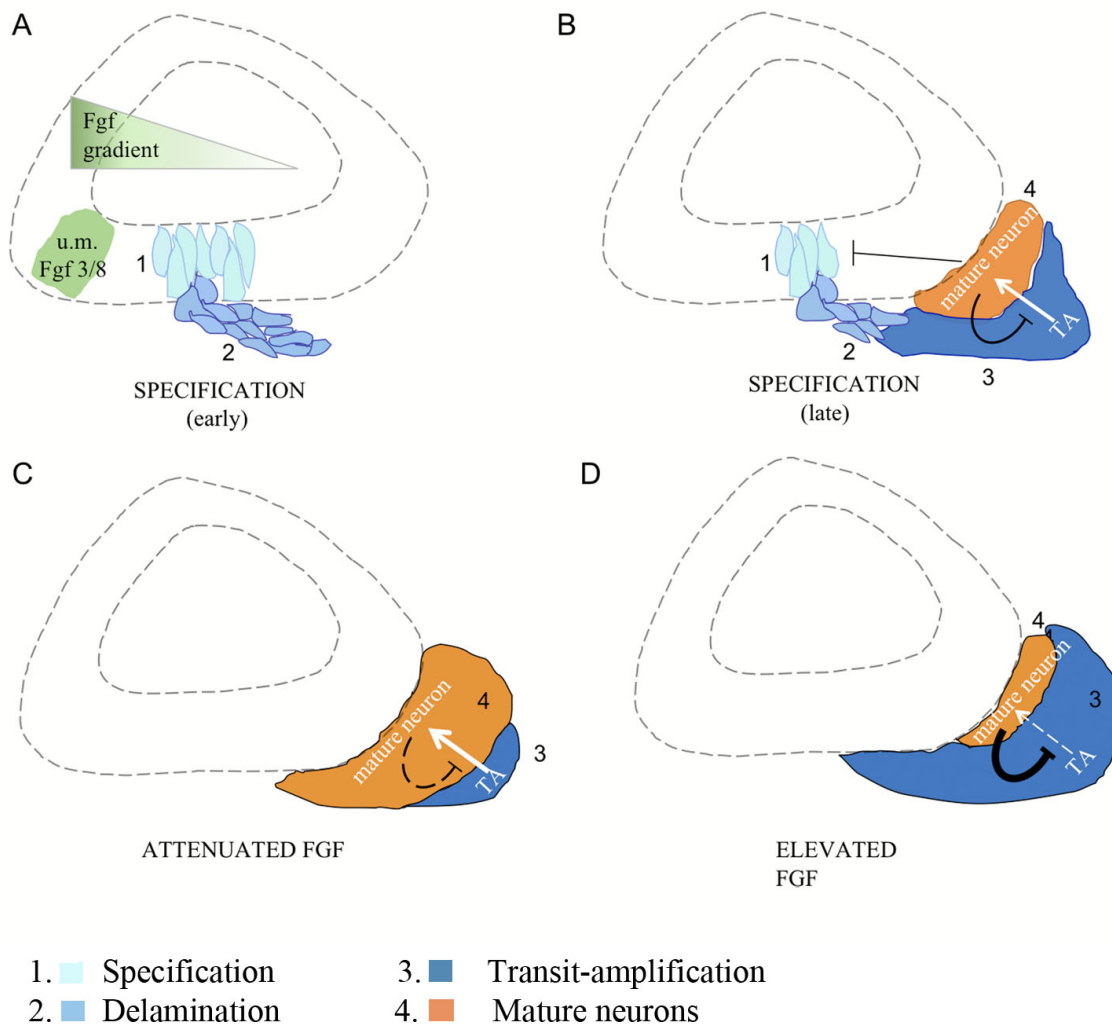 A
Fgf
gradient
u.m.
Fgf 3/8
1
2
SPECIFICATION
(early)
B
4
mature neuron
1
TA
2
3
SPECIFICATION
(late)
C
mature neuron
4
3
TA
ATTENUATED FGF
D
4
mature neuron
3
TA
ELEVATED
FGF
1. Specification
2. Delamination
3. Transit-amplification
4. Mature neurons